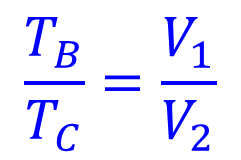 T_B / T_C = V_1 / V_2